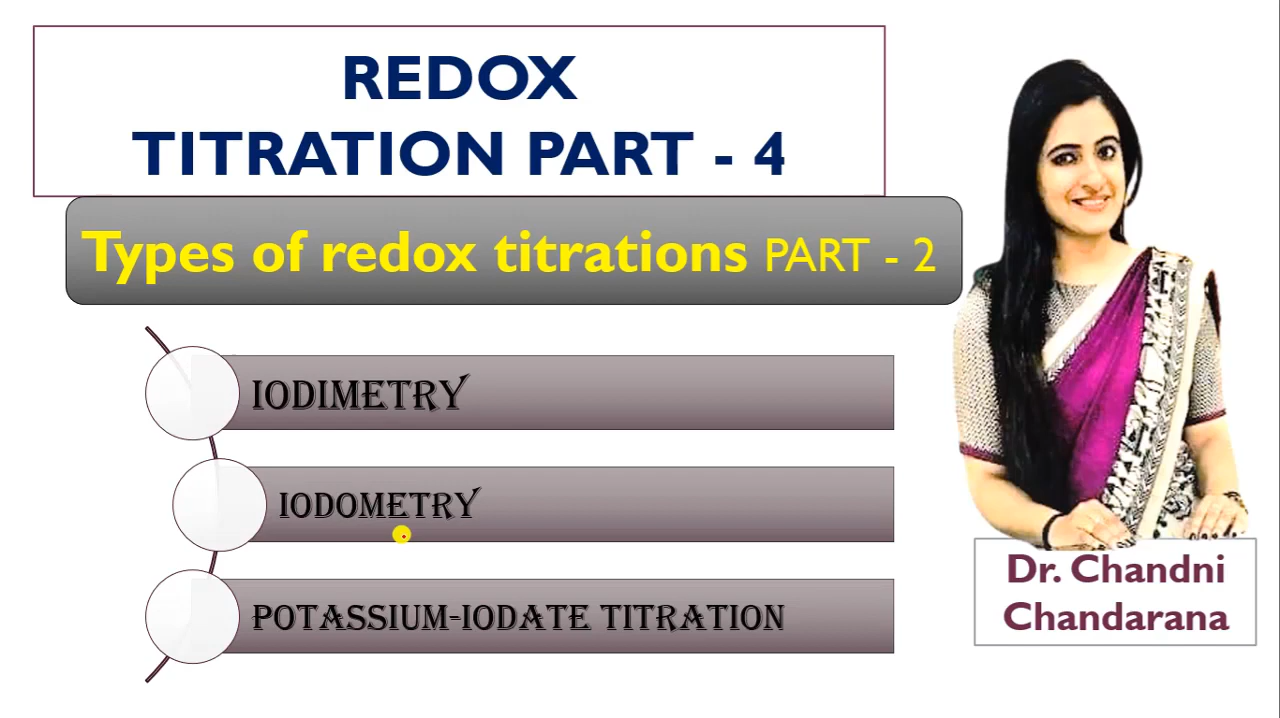 REDOX
TITRATION PART - 4
Types of redox titrations PART - 2
IODIMETRY
IODOMETRY
POTASSIUM-IODATE TITRATION
Dr. Chandni
Chandarana